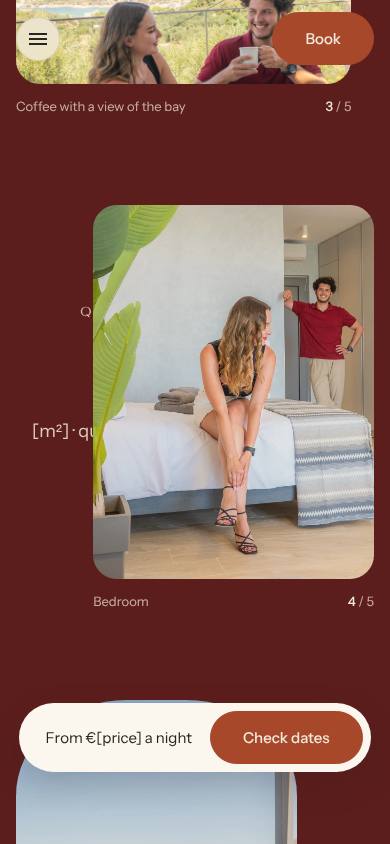 Book
Coffee with a view of the bay
3 / 5
Q
[m²] · qu
Bedroom
4 / 5
From €[price] a night
Check dates